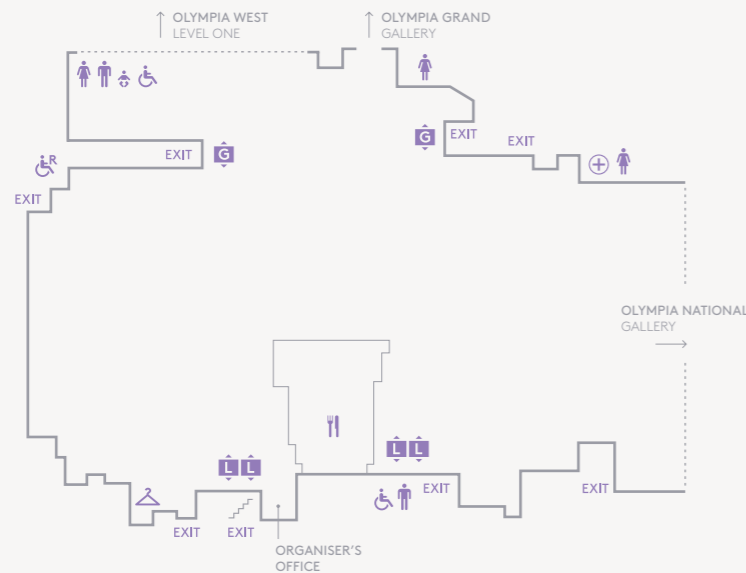 OLYMPIA WEST
LEVEL ONE
OLYMPIA GRAND
GALLERY
G
EXIT
EXIT
EXIT
G
R
EXIT
OLYMPIA NATIONAL
GALLERY
L L
L L
EXIT
EXIT
EXIT
EXIT
ORGANISER'S
OFFICE